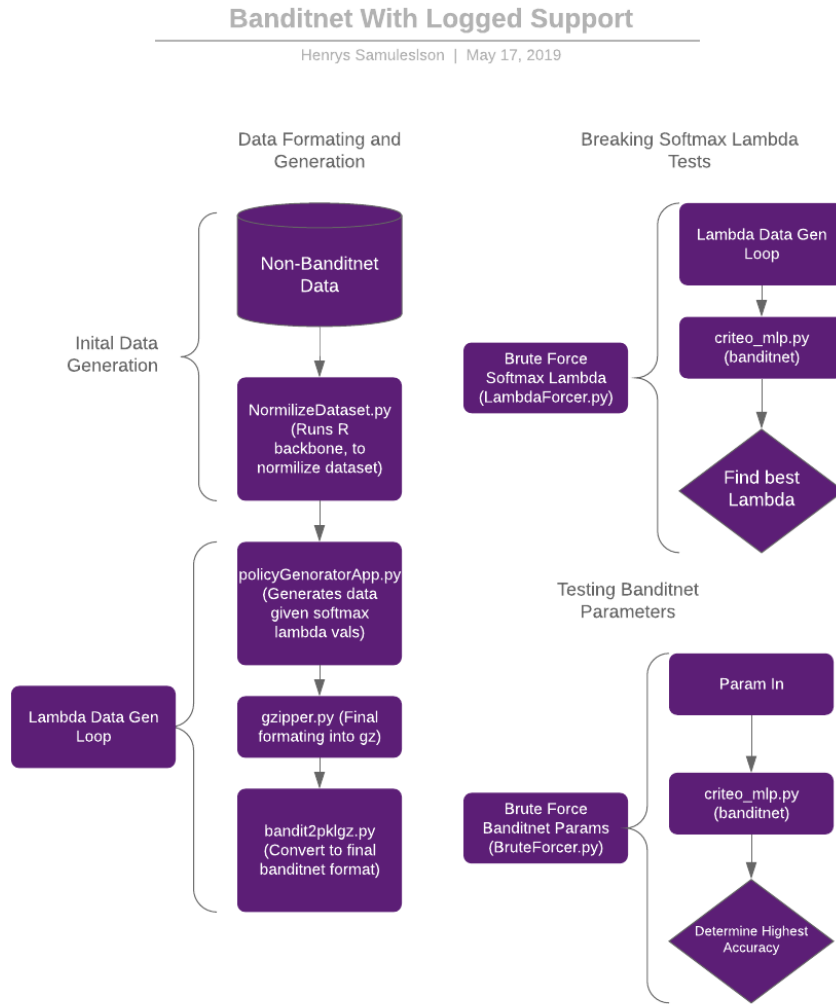 Banditnet With Logged Support
Henrys Samuleslson | May 17, 2019
Data Formating and
Generation
Non-Banditnet
Data
Inital Data
Generation
NormilizeDataset.py
(Runs R
backbone, to
normilize dataset)
policyGenoratorApp.py
(Generates data
given softmax
lambda vals)
Lambda Data Gen
Loop
gzipper.py (Final
formating into gz)
bandit2pklgz.py
(Convert to final
banditnet format)
Breaking Softmax Lambda
Tests
Lambda Data Gen
Loop
Brute Force
Softmax Lambda
(LambdaForcer.py)
criteo_mlp.py
(banditnet)
Find best
Lambda
Testing Banditnet
Parameters
Param In
Brute Force
Banditnet Params
(BruteForcer.py)
criteo_mlp.py
(banditnet)
Determine Highest
Accuracy